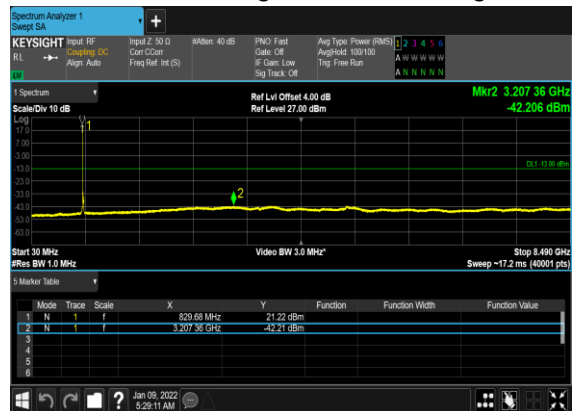 Spectrum Analyzer 1
Swept SA
+
KEYSIGHT Input: RF Input Z: 50 Ω #Atten: 40 dB PNO: Fast Avg Type: Power (RMS) 1 2 3 4 5 6
RL Coupling: DC Corr CCorr Gate: Off Avg|Hold: 100/100 A W W W W W
Align: Auto Freq Ref: Int (S) IF Gain: Low Trig: Free Run
Sig Track: Off A N N N N N
1 Spectrum Ref Lvl Offset 4.00 dB Mkr2 3.207 36 GHz
Scale/Div 10 dB Ref Level 27.00 dBm -42.206 dBm
Log
17.0
7.00
-3.00
-13.0
-23.0
-33.0
-43.0
-53.0
-63.0
1
DL1 -13.00 dBm
2
Start 30 MHz Video BW 3.0 MHz* Stop 8.490 GHz
#Res BW 1.0 MHz Sweep ~17.2 ms (40001 pts)
5 Marker Table
Mode Trace Scale X Y Function Function Width Function Value
1 N 1 f 829.68 MHz 21.22 dBm
2 N 1 f 3.207 36 GHz -42.21 dBm
3
4
5
6
? Jan 09, 2022
5:29:11 AM